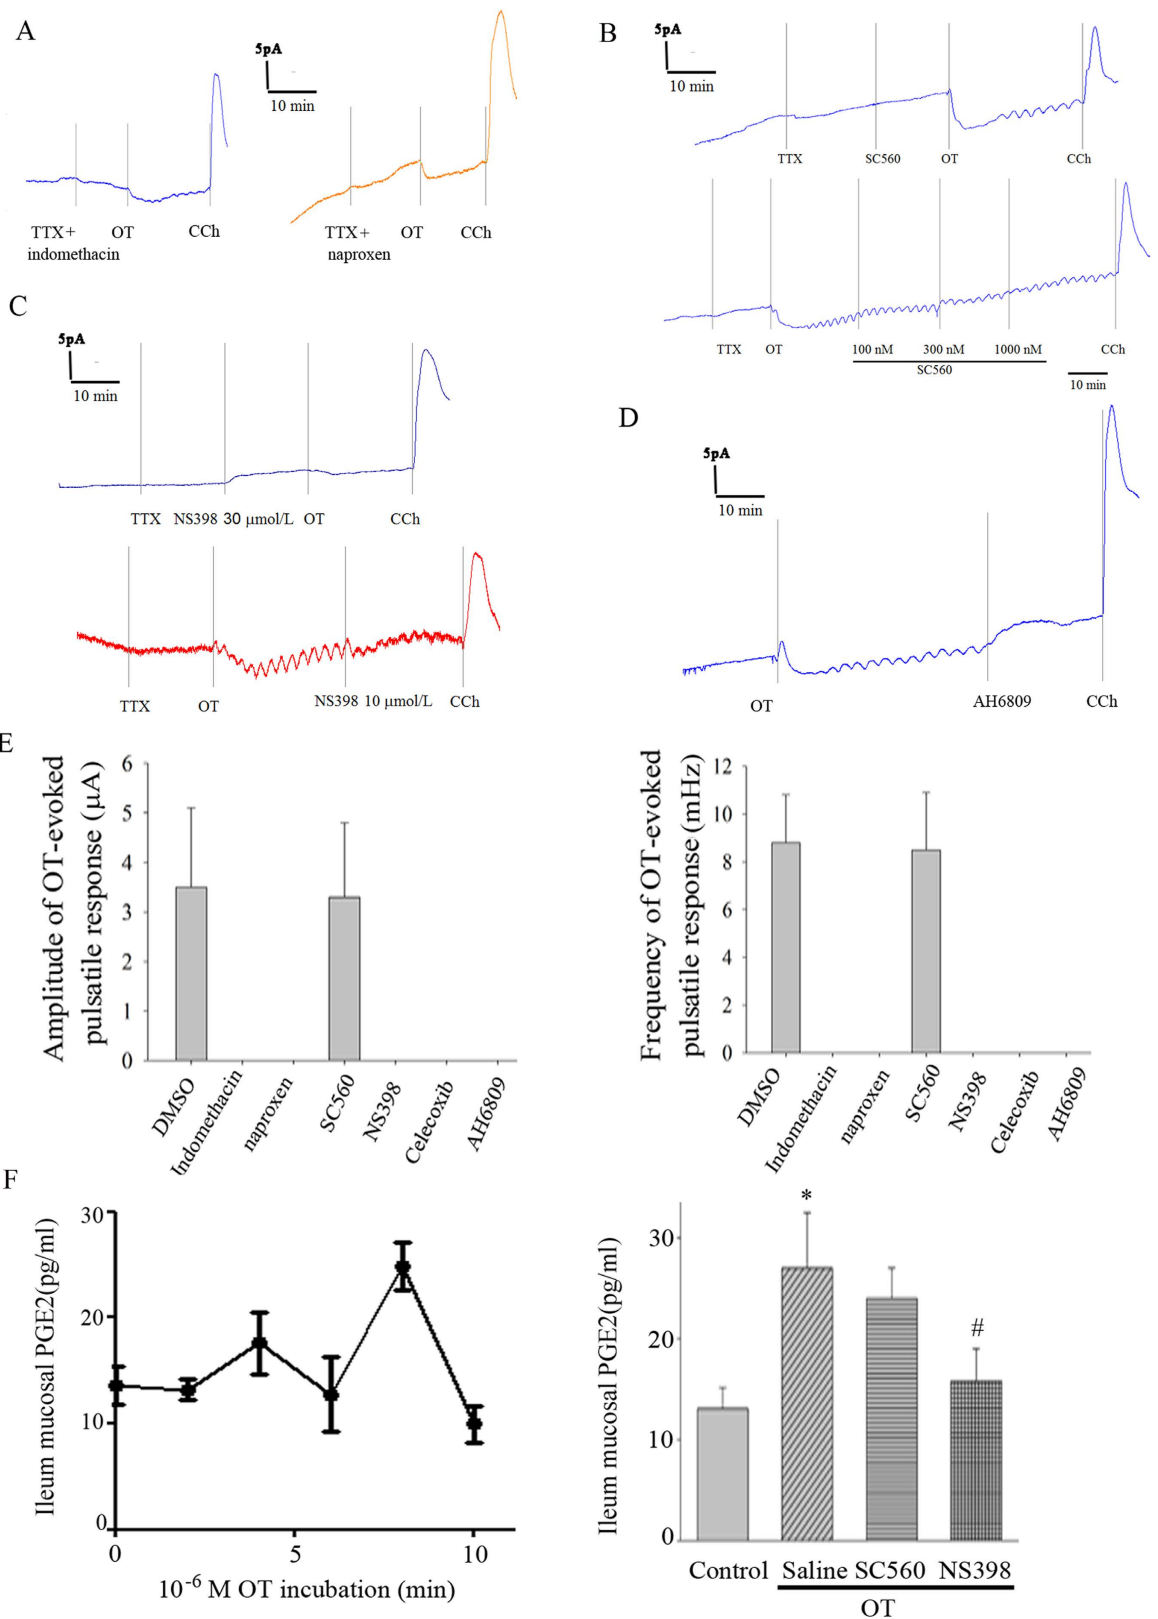 A
5pA
10 min
TTX+ OT CCh
indomethacin
TTX+ OT CCh
naproxen
B
5pA
10 min
TTX SC560 OT CCh
TTX OT 100 nM 300 nM 1000 nM CCh
SC560
10 min
C
5pA
10 min
TTX NS398 30 μmol/L OT CCh
TTX OT NS398 10 μmol/L CCh
D
5pA
10 min
OT AH6809 CCh
E
Amplitude of OT-evoked
pulsatile response (μA)
6
5
4
3
2
1
0
DMSO
Indomethacin
naproxen
SC560
NS398
Celecoxib
AH6809
Frequency of OT-evoked
pulsatile response (mHz)
12
10
8
6
4
2
0
DMSO
Indomethacin
naproxen
SC560
NS398
Celecoxib
AH6809
F
Ileum mucosal PGE2(pg/ml)
30
20
10
0
0 5 10
10-6 M OT incubation (min)
Ileum mucosal PGE2(pg/ml)
30
20
10
0
*
#
Control Saline SC560 NS398
OT